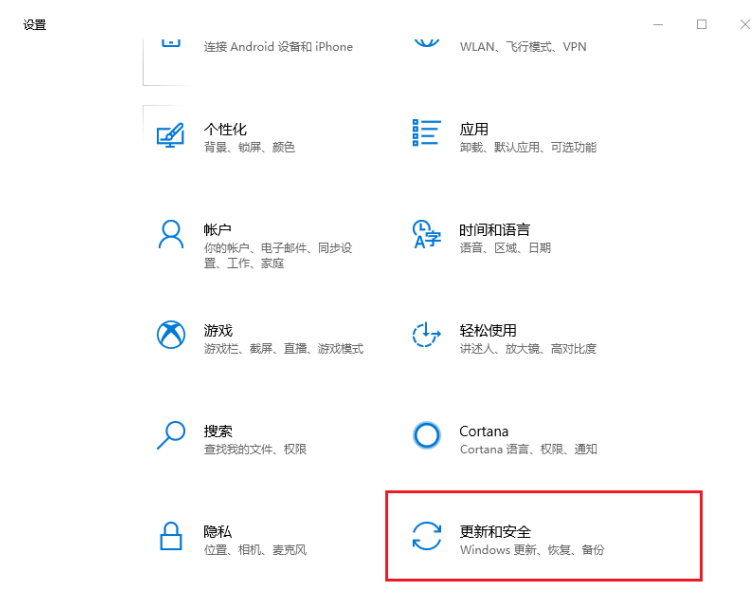 设置
连接 Android 设备和 iPhone
WLAN、飞行模式、VPN
个性化
背景、锁屏、颜色
应用
卸载、默认应用、可选功能
帐户
你的帐户、电子邮件、同步设
置、工作、家庭
时间和语言
语音、区域、日期
游戏
游戏栏、截屏、直播、游戏模式
轻松使用
讲述人、放大镜、高对比度
搜索
查找我的文件、权限
Cortana
Cortana 语言、权限、通知
隐私
位置、相机、麦克风
更新和安全
Windows 更新、恢复、备份